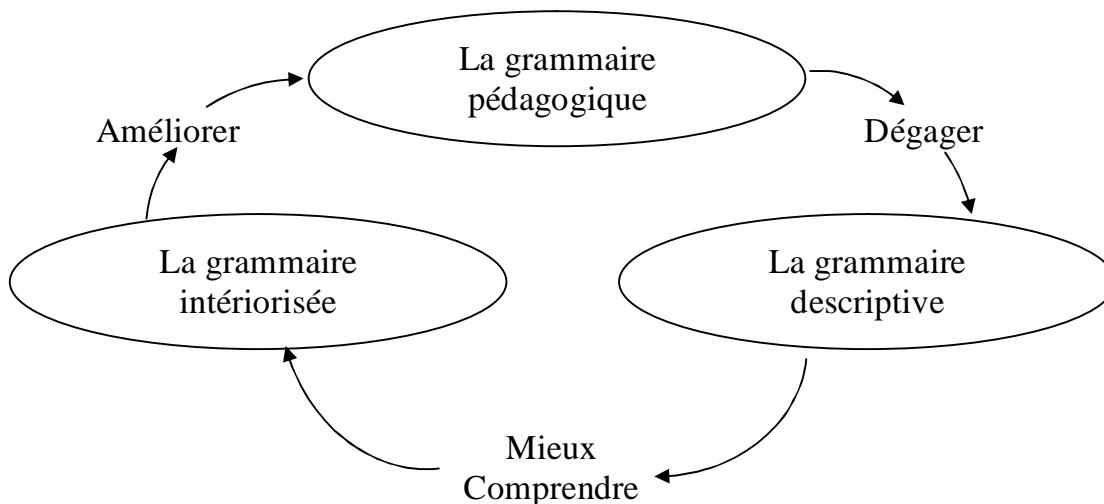 La grammaire
pédagogique
Améliorer
Dégager
La grammaire
intériorisée
La grammaire
descriptive
Mieux
Comprendre